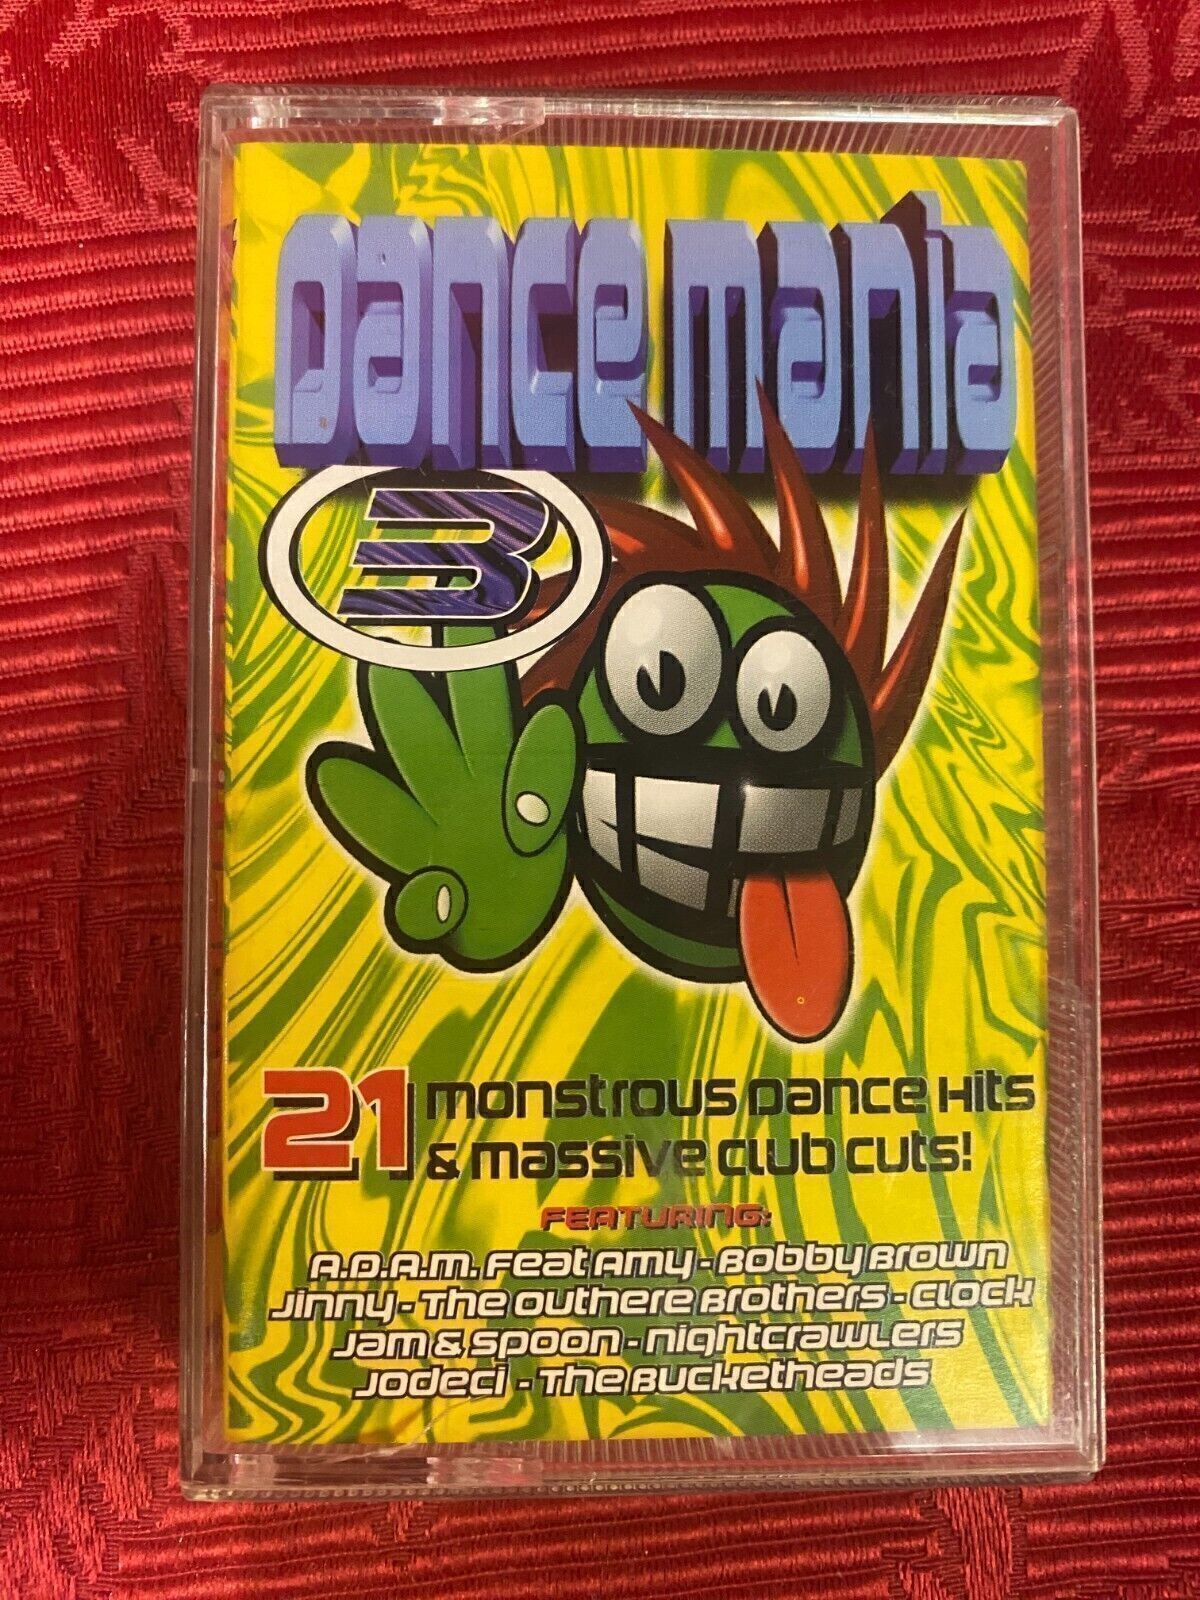 Dance mania
3
21 monstrous Dance Hits
& massive club cuts!
FEATURING:
A.D.A.M. Feat Amy - Bobby Brown
Jinny - The Outhere Brothers - Clock
Jam & Spoon - Nightcrawlers
Jodeci - The Bucketheads